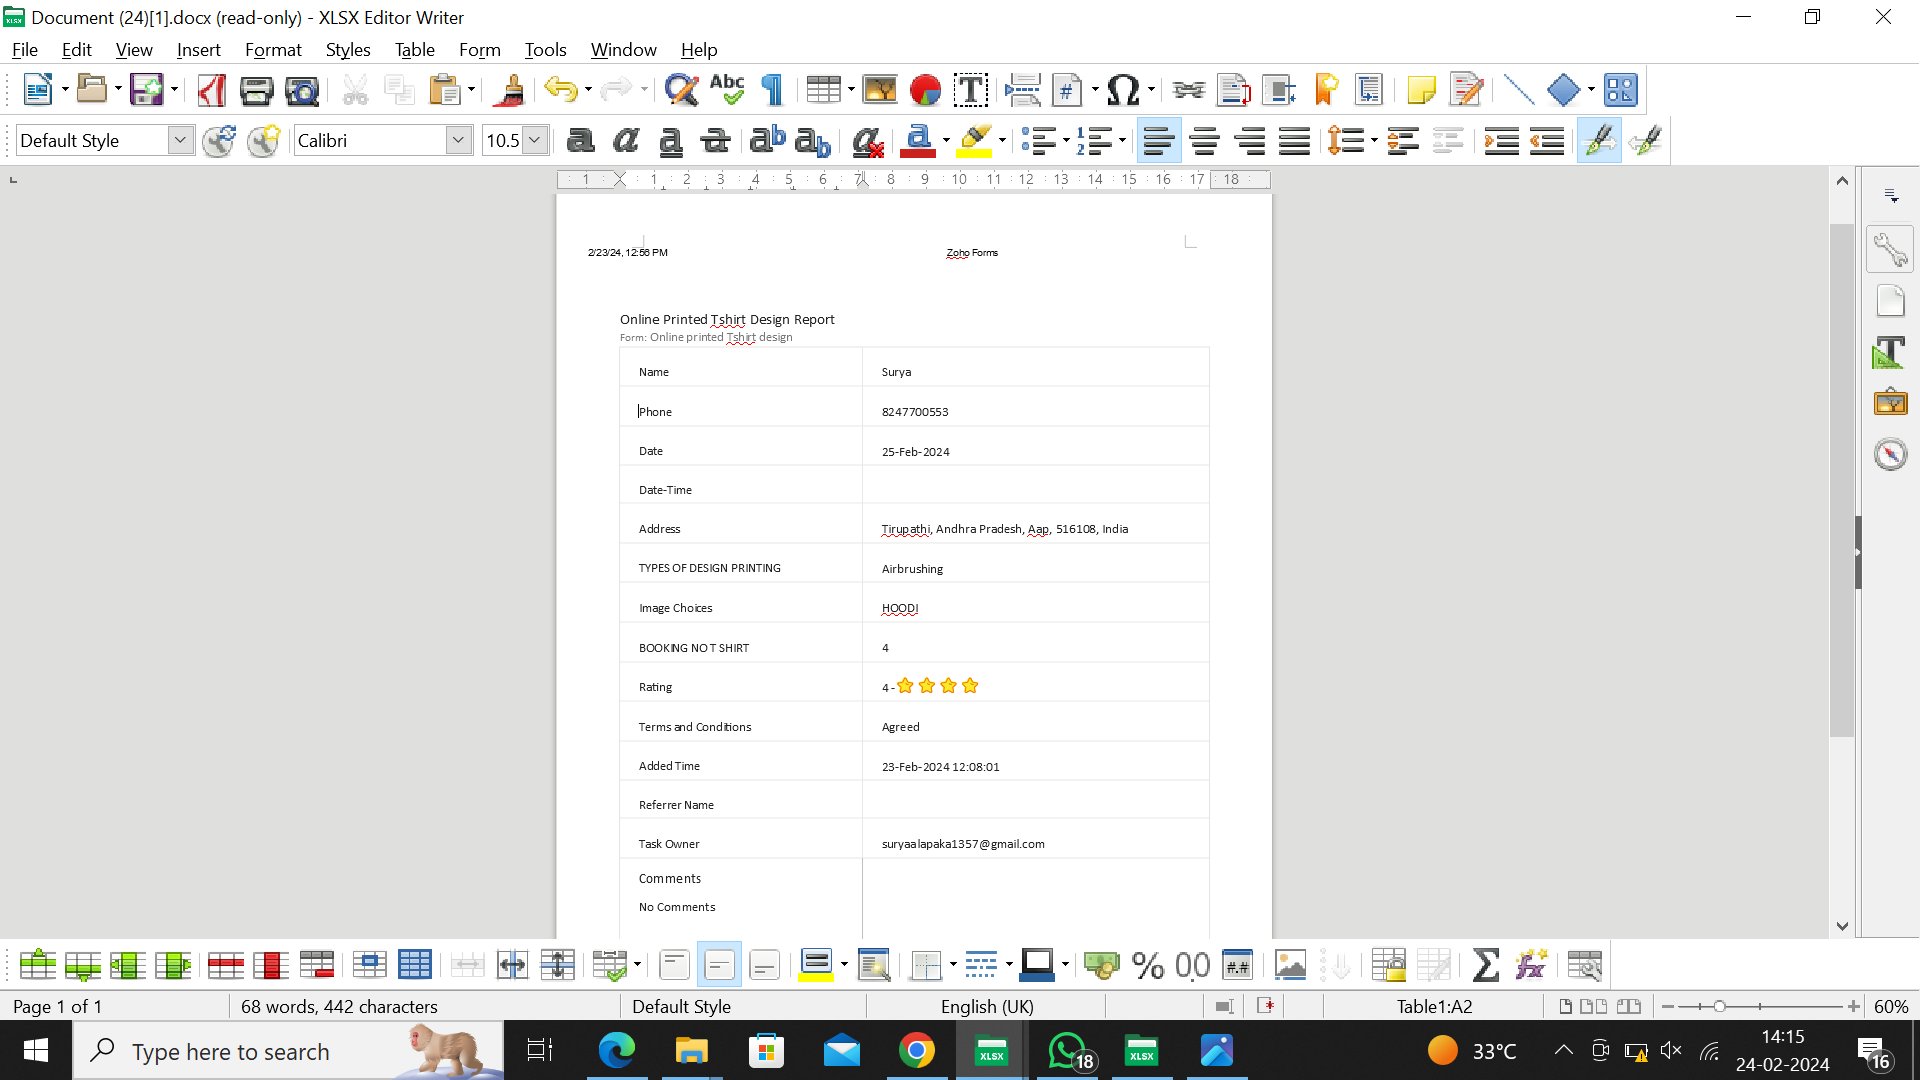 Document (24)[1].docx (read-only) - XLSX Editor Writer
File Edit View Insert Format Styles Table Form Tools Window Help
Default Style Calibri 10.5
1 1 2 3 4 5 6 7 8 9 10 11 12 13 14 15 16 17 18
2/23/24, 12:56 PM Zoho Forms
Online Printed Tshirt Design Report
Form: Online printed Tshirt design
Name Surya
Phone 8247700553
Date 25-Feb-2024
Date-Time
Address Tirupathi, Andhra Pradesh, Aap, 516108, India
TYPES OF DESIGN PRINTING Airbrushing
Image Choices HOODI
BOOKING NO T SHIRT 4
Rating 4 -
Terms and Conditions Agreed
Added Time 23-Feb-2024 12:08:01
Referrer Name
Task Owner suryaalapaka1357@gmail.com
Comments
No Comments
Page 1 of 1 68 words, 442 characters Default Style English (UK) Table1:A2 60%
Type here to search XLSX 18 XLSX 33°C 14:15
24-02-2024 16